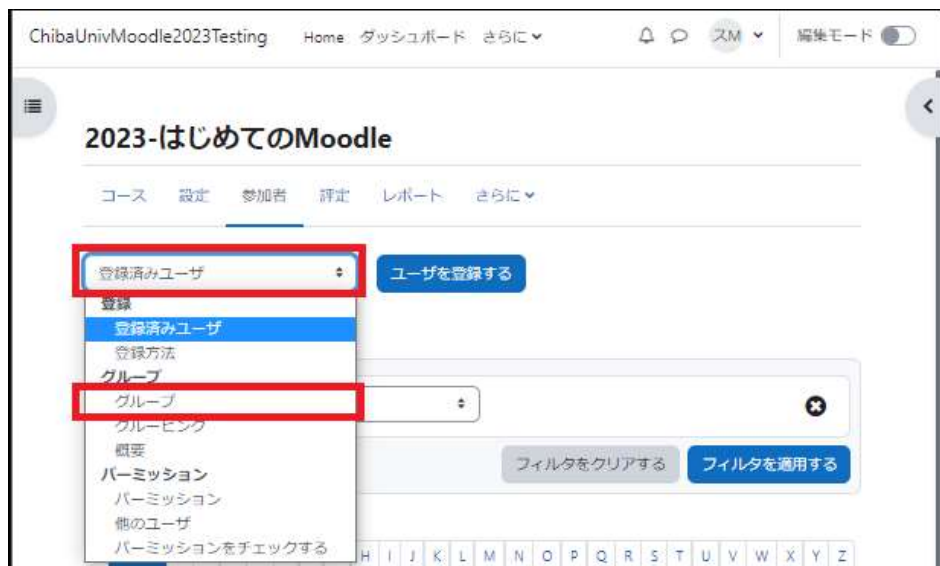 ChibaUnivMoodle2023Testing Home ダッシュボード さらに スM 編集モード
2023-はじめてのMoodle
コース 設定 参加者 評定 レポート さらに
登録済みユーザ ユーザを登録する
登録
登録済みユーザ
登録方法
グループ
グループ
グルーピング
概要
フィルタをクリアする フィルタを適用する
パーミッション
パーミッション
他のユーザ
パーミッションをチェックする
H I J K L M N O P Q R S T U V W X Y Z